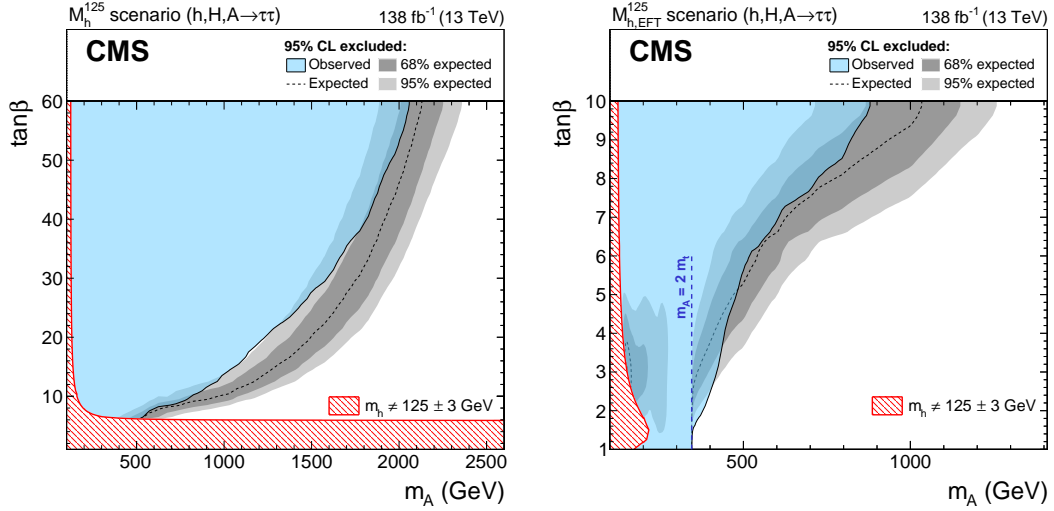 M_h^125 scenario (h,H,A→ττ) 138 fb⁻¹ (13 TeV)
CMS
95% CL excluded:
Observed 68% expected
Expected 95% expected
tanβ
60
50
40
30
20
10
m_h ≠ 125 ± 3 GeV
500 1000 1500 2000 2500
m_A (GeV)
M_h,EFT^125 scenario (h,H,A→ττ) 138 fb⁻¹ (13 TeV)
CMS
95% CL excluded:
Observed 68% expected
Expected 95% expected
tanβ
10
9
8
7
6
5
4
3
2
1
m_A = 2 m_t
m_h ≠ 125 ± 3 GeV
500 1000
m_A (GeV)